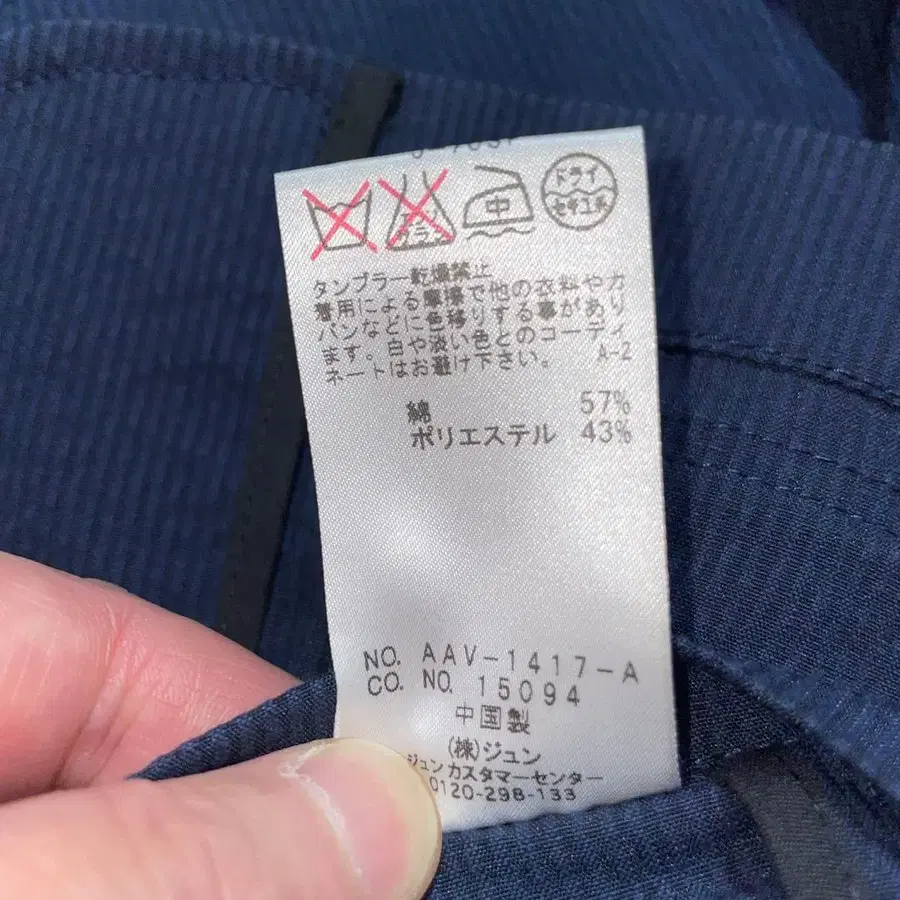 中
ドライ
セキユ系
タンブラー乾燥禁止
着用による摩擦で他の衣料やカ
バンなどに色移りする事があり
ます。白や淡い色とのコーディ
ネートはお避け下さい。 A-2
綿 57%
ポリエステル 43%
NO. AAV-1417-A
CO. NO. 15094
中国製
(株)ジュン
ジュンカスタマーセンター
0120-298-133